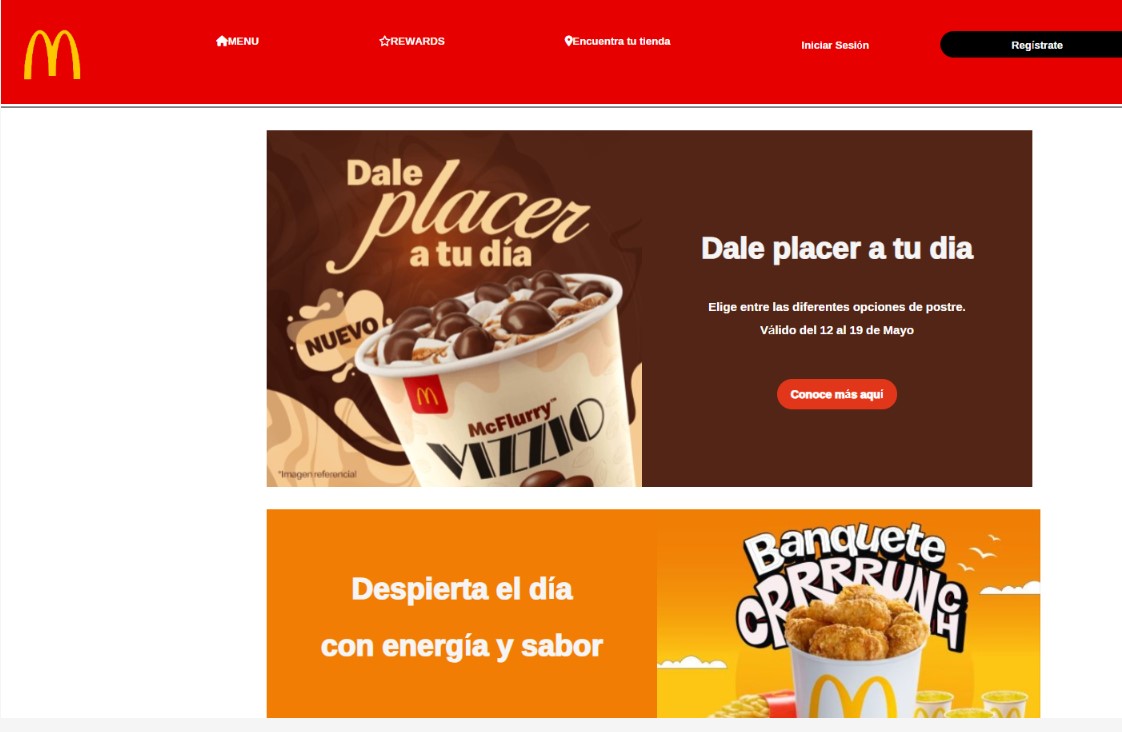 MENU
REWARDS
Encuentra tu tienda
Iniciar Sesión
Regístrate
Dale
placer
a tu día
NUEVO
McFlurry™
VIZZIO
*Imagen referencial
Dale placer a tu dia
Elige entre las diferentes opciones de postre.
Válido del 12 al 19 de Mayo
Conoce más aquí
Despierta el día
con energía y sabor
Banquete
CRRRRUNCH